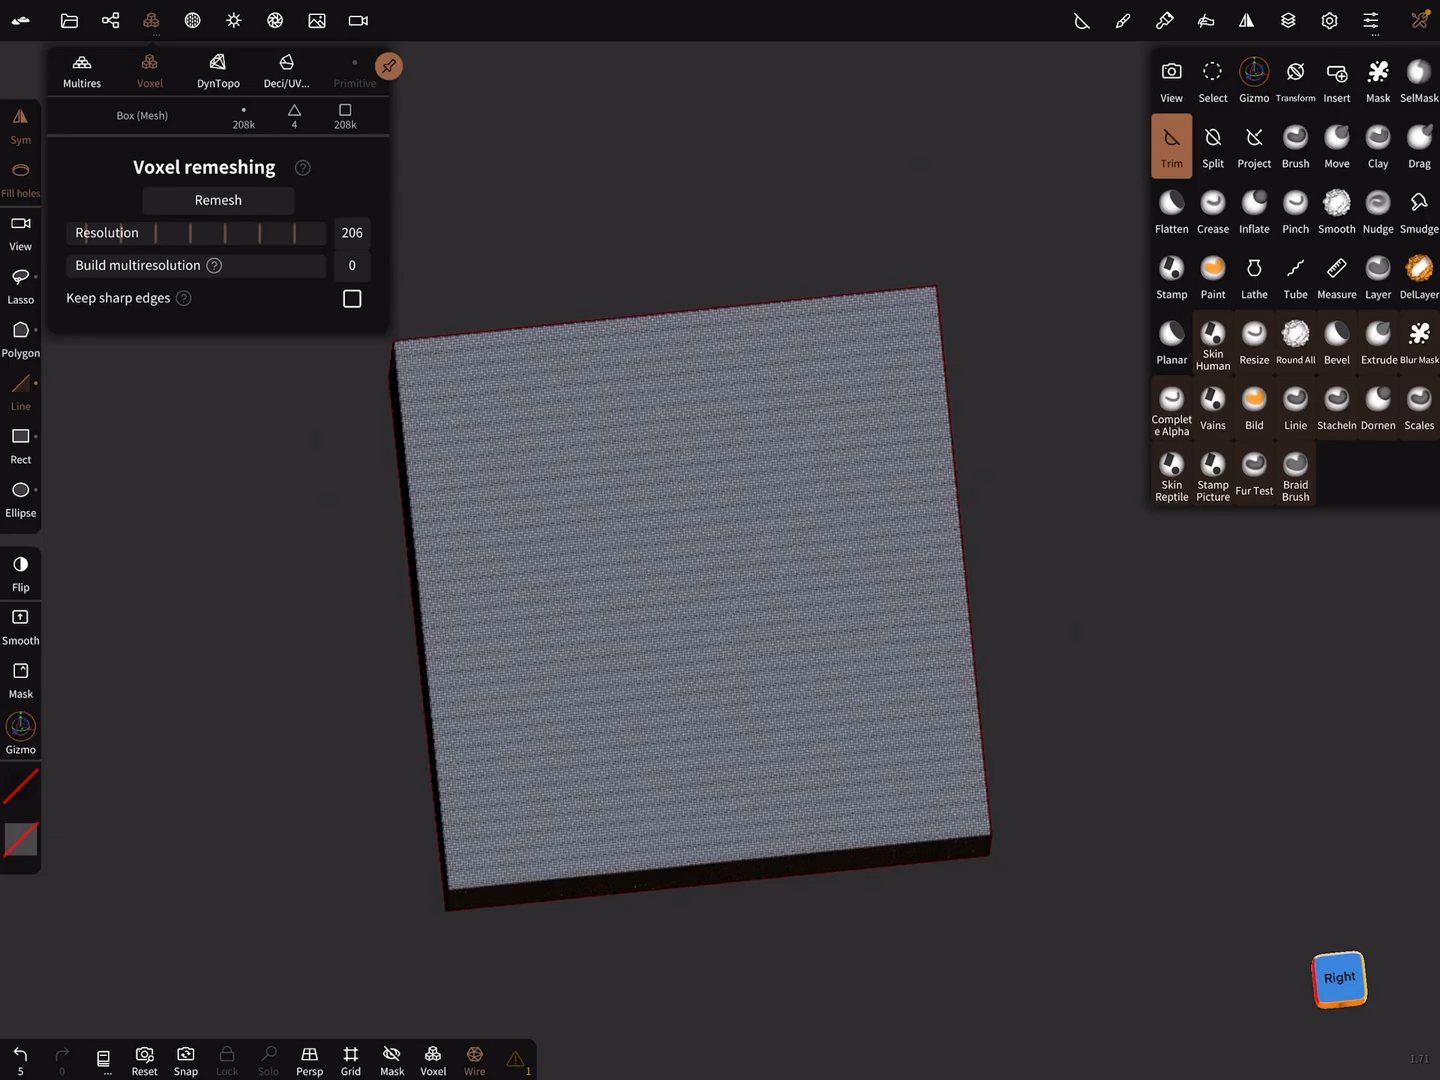 Multires
Voxel
DynTopo
Deci/UV...
Primitive
Box (Mesh)
208k
4
208k
Voxel remeshing ?
Remesh
Resolution 206
Build multiresolution ? 0
Keep sharp edges ?
Sym
Fill holes
View
Lasso
Polygon
Line
Rect
Ellipse
Flip
Smooth
Mask
Gizmo
View Select Gizmo Transform Insert Mask SelMask
Trim Split Project Brush Move Clay Drag
Flatten Crease Inflate Pinch Smooth Nudge Smudge
Stamp Paint Lathe Tube Measure Layer DelLayer
Planar
Skin
Human
Resize Round All Bevel Extrude Blur Mask
Complet
e Alpha
Vains Bild Linie Stacheln Dornen Scales
Skin
Reptile
Stamp
Picture
Fur Test
Braid
Brush
Right
5
0
...
Reset
Snap
Lock
Solo
Persp
Grid
Mask
Voxel
Wire
1
1.71